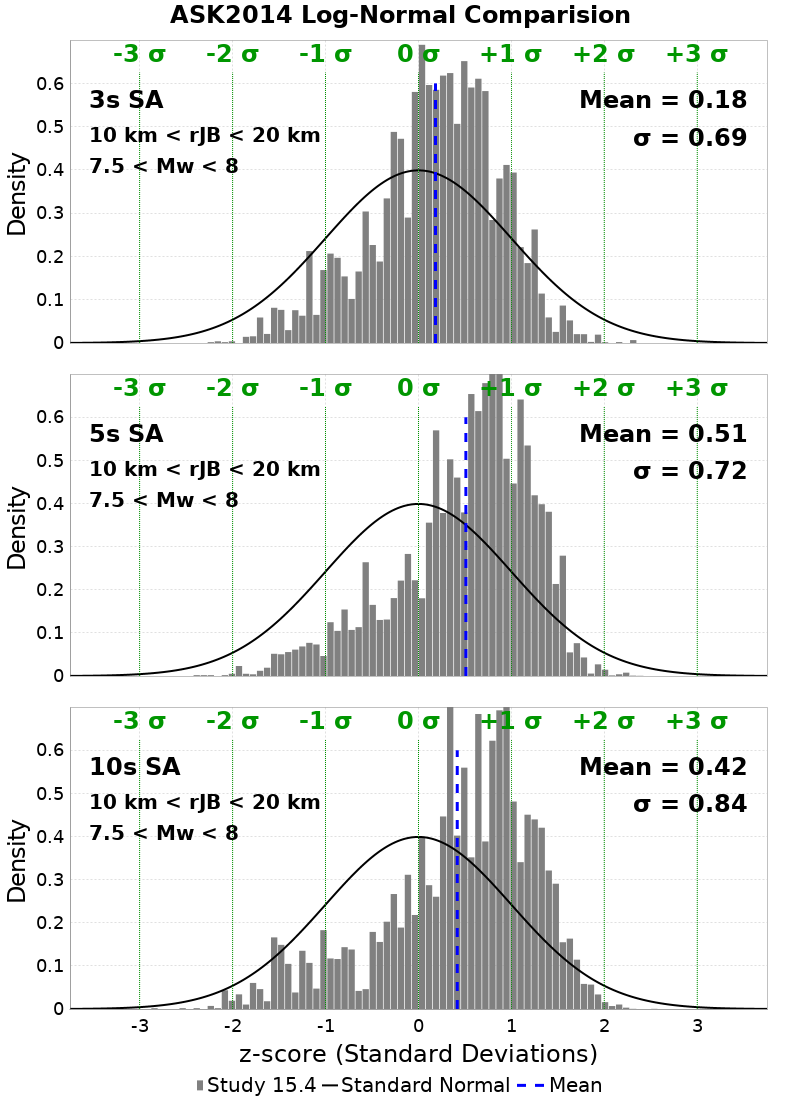 ASK2014 Log-Normal Comparision
-3 σ -2 σ -1 σ 0 σ +1 σ +2 σ +3 σ
3s SA
10 km < rJB < 20 km
7.5 < Mw < 8
Mean = 0.18
σ = 0.69
0.6
0.5
0.4
0.3
0.2
0.1
0
Density
-3 σ -2 σ -1 σ 0 σ +1 σ +2 σ +3 σ
5s SA
10 km < rJB < 20 km
7.5 < Mw < 8
Mean = 0.51
σ = 0.72
0.6
0.5
0.4
0.3
0.2
0.1
0
Density
-3 σ -2 σ -1 σ 0 σ +1 σ +2 σ +3 σ
10s SA
10 km < rJB < 20 km
7.5 < Mw < 8
Mean = 0.42
σ = 0.84
0.6
0.5
0.4
0.3
0.2
0.1
0
Density
-3 -2 -1 0 1 2 3
z-score (Standard Deviations)
Study 15.4 Standard Normal Mean